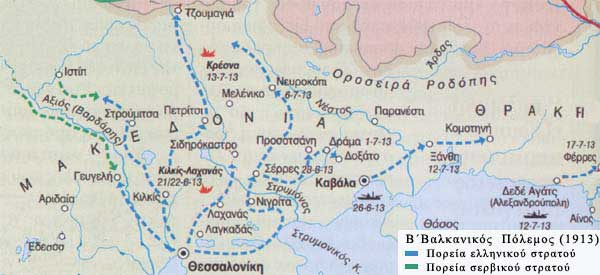 Τζουμαγιά
Κρέσνα
13-7-13
Ιστίπ
Νευροκόπι
6-7-13
Άρδας
Οροσειρά Ροδόπης
Μελένικο
Αξιός (Βαρδάρης)
Στρούμιτσα
Πετρίτσι
Νέστος
Παρανέστι
ΘΡΑΚΗ
Κομοτηνή
ΜΑΚΕΔΟΝΙΑ
Σιδηρόκαστρο
Προσοτσάνη
Δράμα 1-7-13
Δοξάτο
Ξάνθη
12-7-13
17-7-13
Φέρρες
Κιλκίς-Λαχανάς
21/22-6-13
Σέρρες
28-6-13
Γευγελή
Στρυμόνας
Καβάλα
26-6-13
Δεδέ Αγάτς
(Αλεξανδρούπολη)
12-7-13
Αίνος
Αριδαία
Κιλκίς
Νιγρίτα
Λαχανάς
Λαγκαδάς
Έδεσσα
Στρυμονικός Κ.
Θάσος
Θεσσαλονίκη
Β΄Βαλκανικός Πόλεμος (1913)
Πορεία ελληνικού στρατού
Πορεία σερβικού στρατού